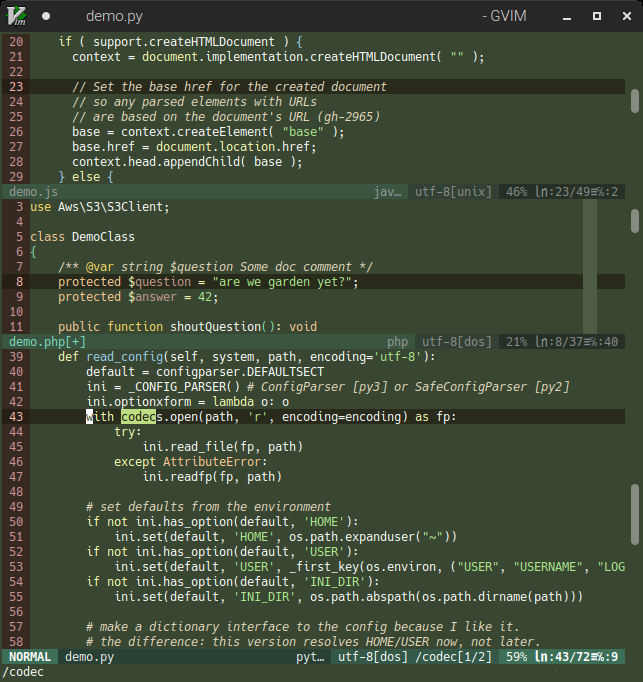 demo.py - GVIM
20 if ( support.createHTMLDocument ) {
21 context = document.implementation.createHTMLDocument( "" );
22
23 // Set the base href for the created document
24 // so any parsed elements with URLs
25 // are based on the document's URL (gh-2965)
26 base = context.createElement( "base" );
27 base.href = document.location.href;
28 context.head.appendChild( base );
29 } else {
demo.js jav… utf-8[unix] 46% ㏑:23/49≡℅:2
3 use Aws\S3\S3Client;
4
5 class DemoClass
6 {
7 /** @var string $question Some doc comment */
8 protected $question = "are we garden yet?";
9 protected $answer = 42;
10
11 public function shoutQuestion(): void
demo.php[+] php utf-8[dos] 21% ㏑:8/37≡℅:40
39 def read_config(self, system, path, encoding='utf-8'):
40 default = configparser.DEFAULTSECT
41 ini = _CONFIG_PARSER() # ConfigParser [py3] or SafeConfigParser [py2]
42 ini.optionxform = lambda o: o
43 with codecs.open(path, 'r', encoding=encoding) as fp:
44 try:
45 ini.read_file(fp, path)
46 except AttributeError:
47 ini.readfp(fp, path)
48
49 # set defaults from the environment
50 if not ini.has_option(default, 'HOME'):
51 ini.set(default, 'HOME', os.path.expanduser("~"))
52 if not ini.has_option(default, 'USER'):
53 ini.set(default, 'USER', _first_key(os.environ, ("USER", "USERNAME", "LOG
54 if not ini.has_option(default, 'INI_DIR'):
55 ini.set(default, 'INI_DIR', os.path.abspath(os.path.dirname(path)))
56
57 # make a dictionary interface to the config because I like it.
58 # the difference: this version resolves HOME/USER now, not later.
NORMAL demo.py pyt… utf-8[dos] /codec[1/2] 59% ㏑:43/72≡℅:9
/codec